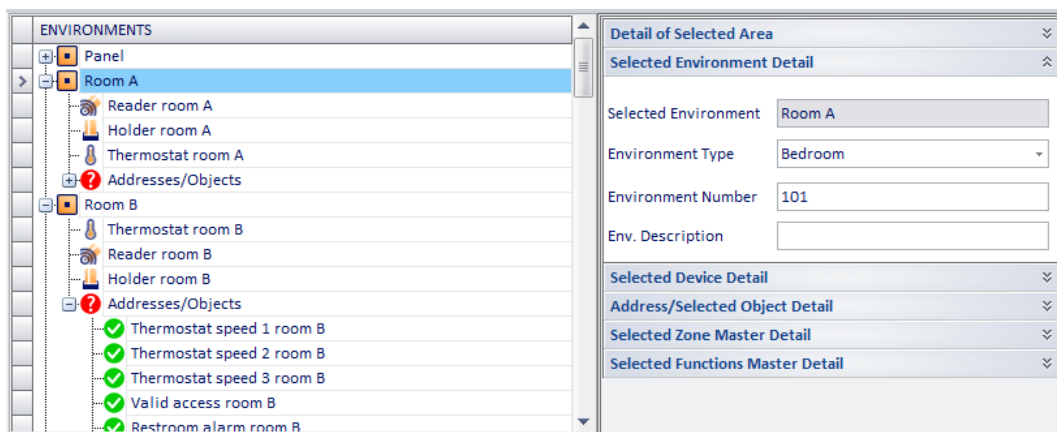 ENVIRONMENTS
Panel
Room A
Reader room A
Holder room A
Thermostat room A
Addresses/Objects
Room B
Thermostat room B
Reader room B
Holder room B
Addresses/Objects
Thermostat speed 1 room B
Thermostat speed 2 room B
Thermostat speed 3 room B
Valid access room B
Restroom alarm room B
Detail of Selected Area
Selected Environment Detail
Selected Environment Room A
Environment Type Bedroom
Environment Number 101
Env. Description
Selected Device Detail
Address/Selected Object Detail
Selected Zone Master Detail
Selected Functions Master Detail